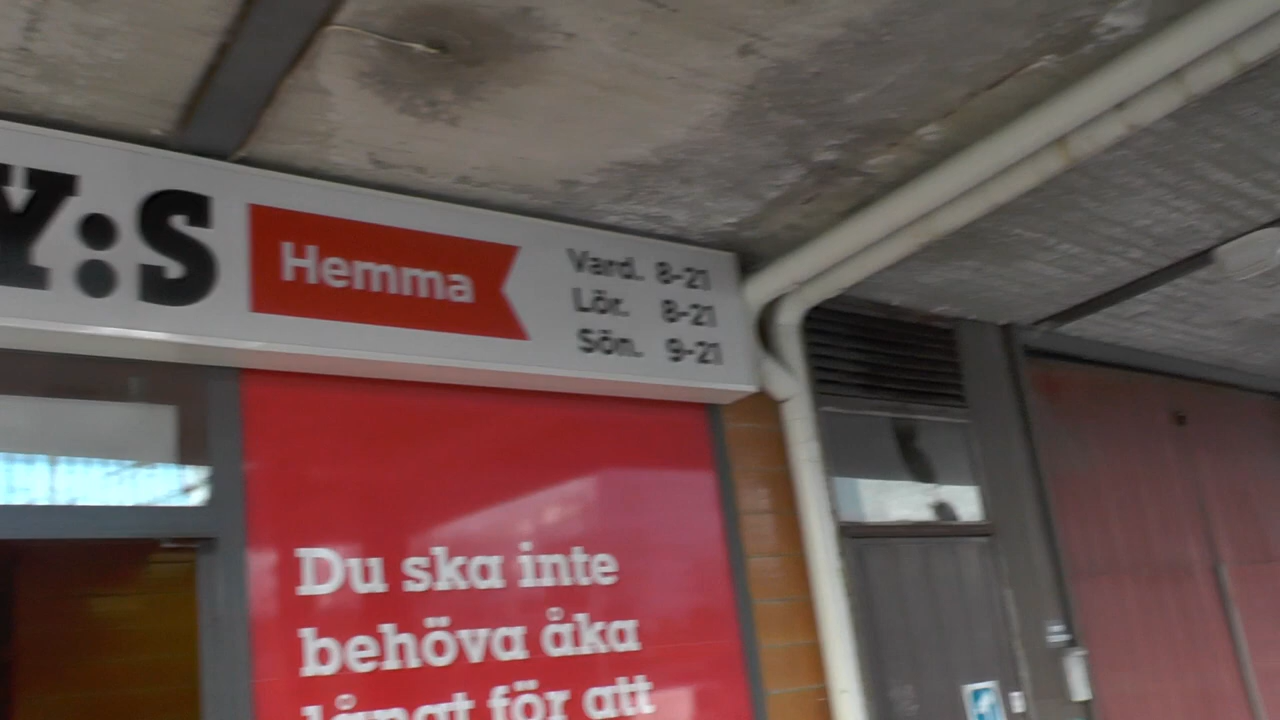 Y:S
Hemma
Vard. 8-21
Lör. 8-21
Sön. 9-21
Du ska inte
behöva åka
långt för att